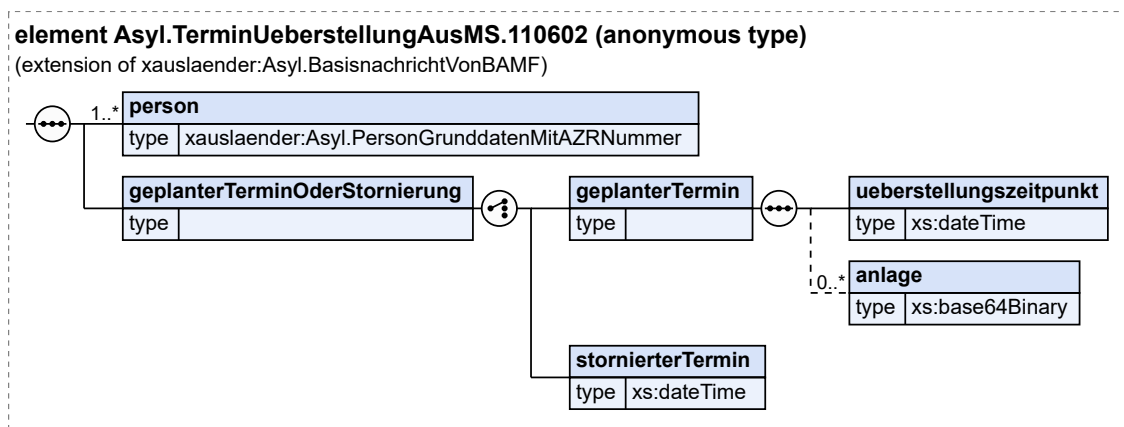 element Asyl.TerminUeberstellungAusMS.110602 (anonymous type)
(extension of xauslaender:Asyl.BasisnachrichtVonBAMF)
1..* person
type xauslaender:Asyl.PersonGrunddatenMitAZRNummer
geplanterTerminOderStornierung geplanterTermin ueberstellungszeitpunkt
type type type xs:dateTime
0..* anlage
type xs:base64Binary
stornierterTermin
type xs:dateTime